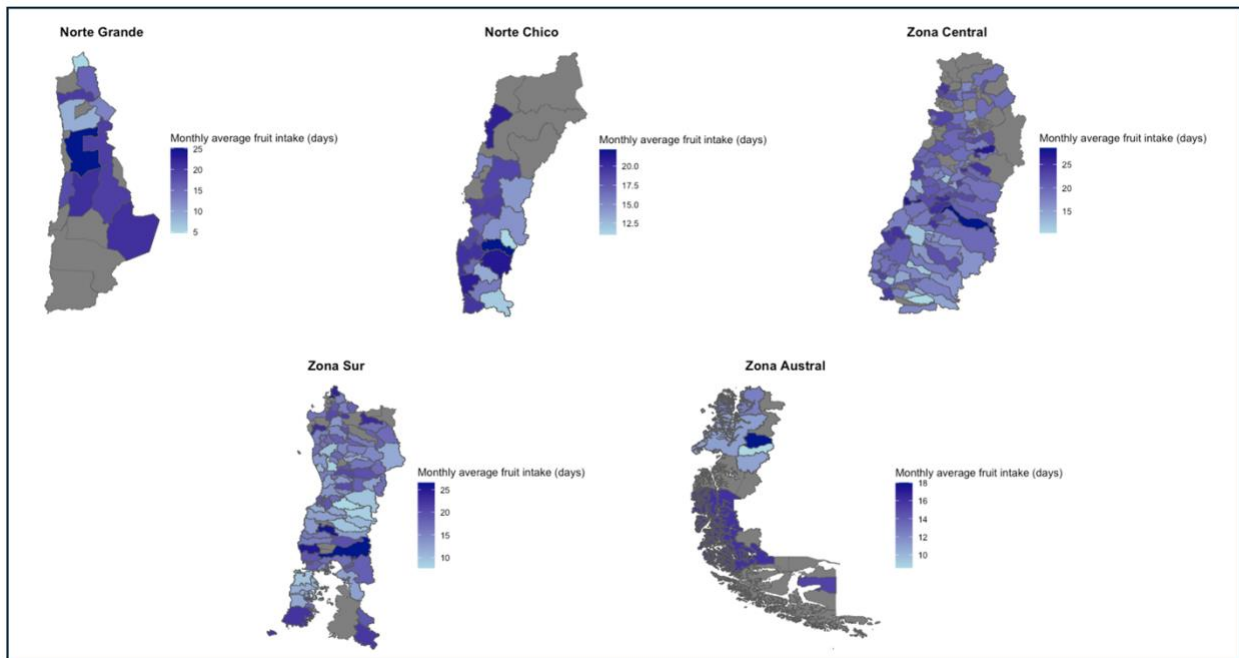 Norte Grande
Monthly average fruit intake (days)
25
20
15
10
5
Norte Chico
Monthly average fruit intake (days)
20.0
17.5
15.0
12.5
Zona Central
Monthly average fruit intake (days)
25
20
15
Zona Sur
Monthly average fruit intake (days)
25
20
15
10
Zona Austral
Monthly average fruit intake (days)
18
16
14
12
10